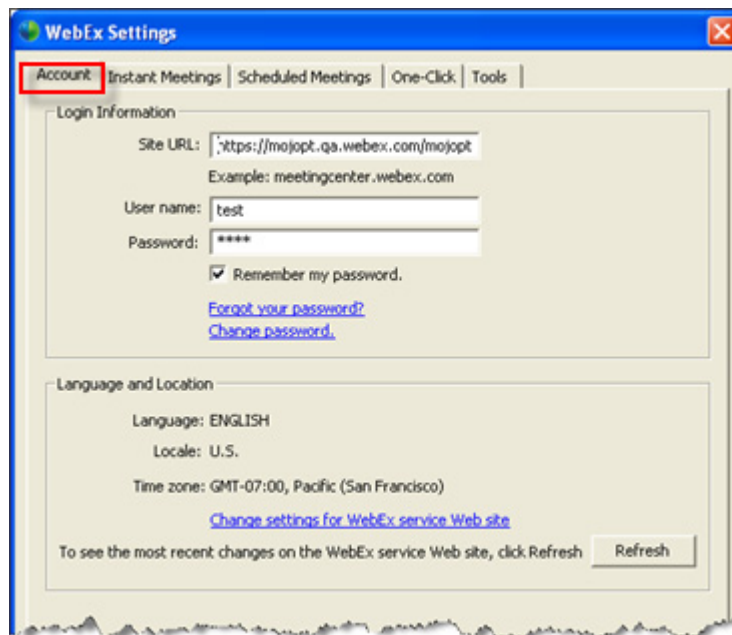 WebEx Settings
Account Instant Meetings Scheduled Meetings One-Click Tools
Login Information
Site URL: https://mojopt.qa.webex.com/mojopt
Example: meetingcenter.webex.com
User name: test
Password: ****
Remember my password.
Forgot your password?
Change password.
Language and Location
Language: ENGLISH
Locale: U.S.
Time zone: GMT-07:00, Pacific (San Francisco)
Change settings for WebEx service Web site
To see the most recent changes on the WebEx service Web site, click Refresh Refresh